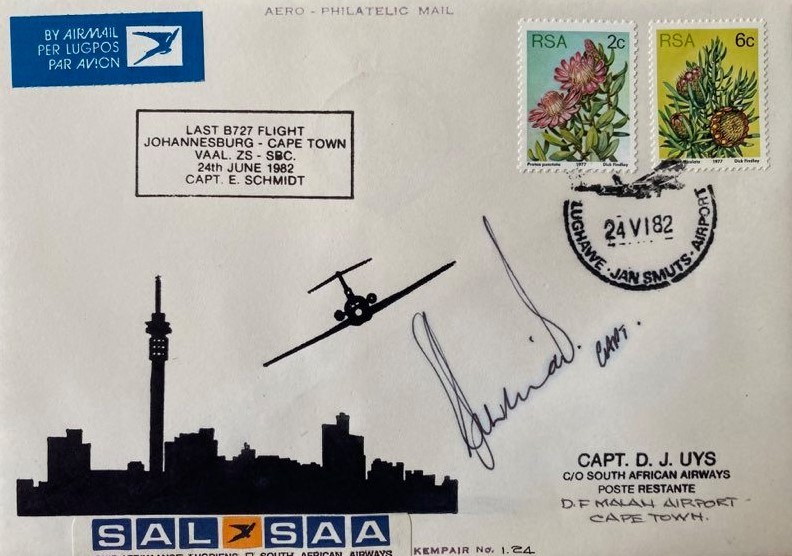 AERO - PHILATELIC MAIL
BY AIRMAIL
PER LUGPOS
PAR AVION
RSA 2c
RSA 6c
Protea punctata 1977 Dick Findlay
1977 Dick Findlay
LAST B727 FLIGHT
JOHANNESBURG - CAPE TOWN
VAAL. ZS - SBC.
24th JUNE 1982
CAPT. E. SCHMIDT
24 VI 82
LUGHAWE · JAN SMUTS · AIRPORT
CAPT.
CAPT. D. J. UYS
C/O SOUTH AFRICAN AIRWAYS
POSTE RESTANTE
D.F MALAN AIRPORT
CAPE TOWN.
SAL SAA
SOUTH AFRICAN AIRWAYS
KEMPAIR No. 1.24